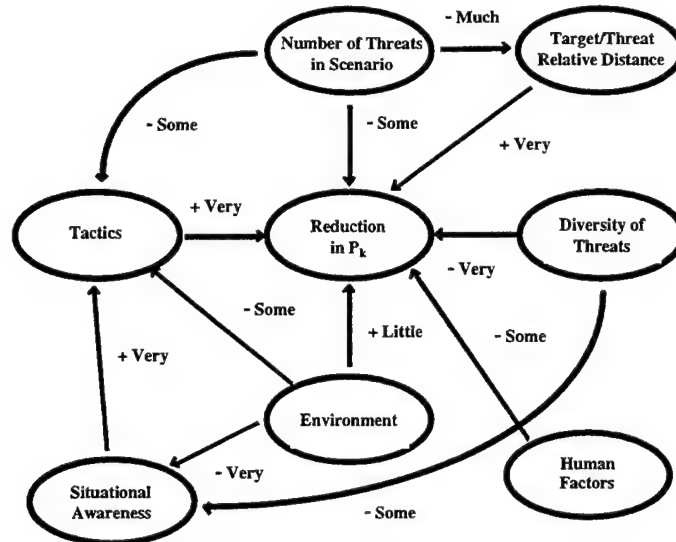 - Much
Number of Threats
in Scenario
Target/Threat
Relative Distance
- Some
- Some
+ Very
Tactics
+ Very
Reduction
in Pk
Diversity of
Threats
- Very
- Some
+ Little
- Some
+ Very
Environment
- Very
Situational
Awareness
Human
Factors
- Some